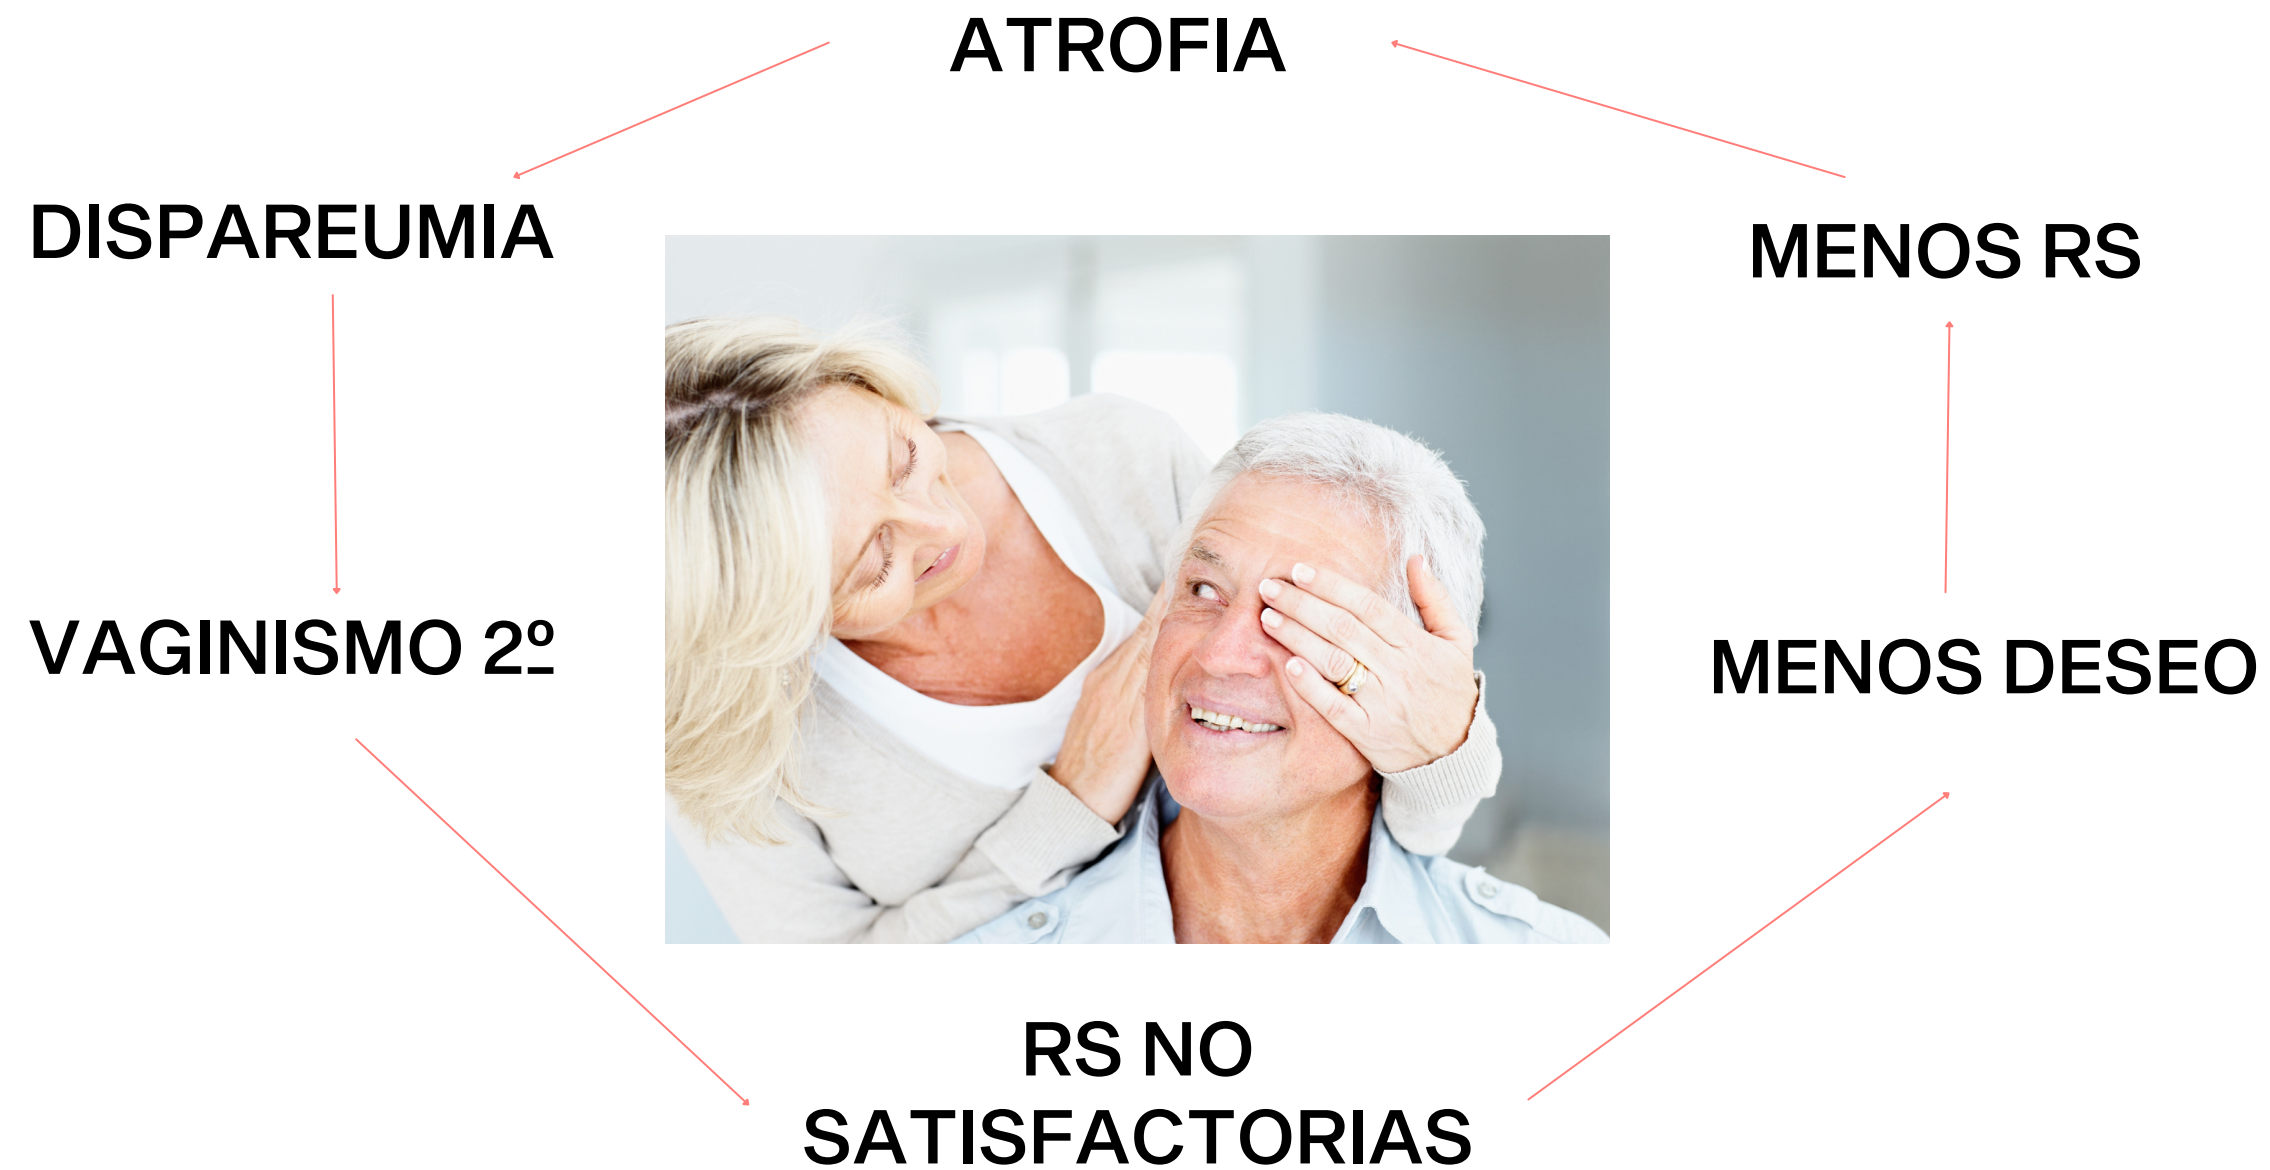 ATROFIA
DISPAREUMIA
MENOS RS
VAGINISMO 2º
MENOS DESEO
RS NO
SATISFACTORIAS